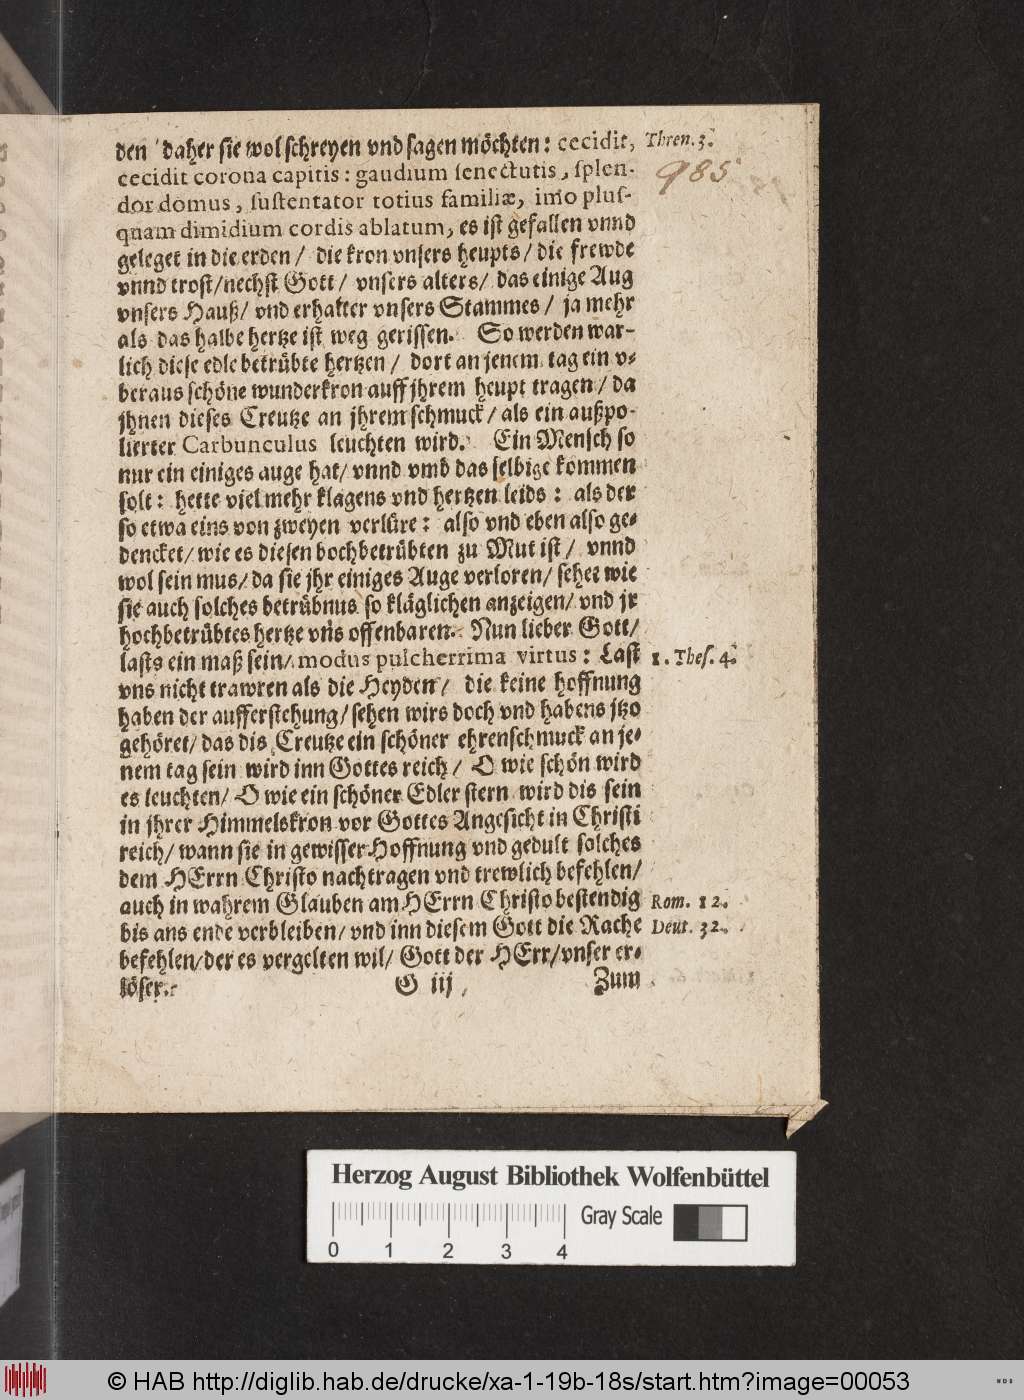 den / daher sie wol schreyen vnd sagen möchten: cecidit, Thren. 3.
cecidit corona capitis: gaudium senectutis, splen- 985
dor domus, sustentator totius familiæ, imò plus-
quam dimidium cordis ablatum, es ist gefallen vnnd
geleget in die erden / die kron vnsers heupts / die frewde
vnnd trost / nechst Gott / vnsers alters / das einige Aug
vnsers Hauß / vnd erhalter vnsers Stammes / ja mehr
als das halbe hertze ist weg gerissen. So werden war-
lich diese edle betrübte hertzen / dort an jenem tag ein v-
beraus schöne wunderkron auff jhrem heupt tragen / da
jhnen dieses Creutze an jhrem schmuck / als ein außpo-
lierter Carbunculus leuchten wird. Ein Mensch so
nur ein einiges auge hat / vnnd vmb das selbige kommen
solt: hette viel mehr klagens vnd hertzen leids: als der
so etwa eins von zweyen verlüre: also vnd eben also ge-
dencket / wie es diesen hochbetrübten zu Mut ist / vnnd
wol sein mus / da sie jhr einiges Auge verloren / sehet wie
sie auch solches betrübnus so kläglichen anzeigen / vnd jr
hochbetrübtes hertze vns offenbaren. Nun lieber Gott /
lasts ein maß sein / modus pulcherrima virtus: Last 1. Thes. 4.
vns nicht trawren als die Heyden / die keine hoffnung
haben der aufferstehung / sehen wirs doch vnd habens jtzo
gehöret / das dis Creutze ein schöner ehrenschmuck an je-
nem tag sein wird inn Gottes reich / O wie schön wird
es leuchten / O wie ein schöner Edler stern wird dis sein
in jhrer Himmelskron vor Gottes Angesicht in Christi
reich / wann sie in gewisser Hoffnung vnd gedult solches
dem HErrn Christo nachtragen vnd trewlich befehlen /
auch in wahrem Glauben am HErrn Christo bestendig Rom. 12.
bis ans ende verbleiben / vnd inn diesem Gott die Rache Deut. 32.
befehlen / der es vergelten wil / Gott der HErr / vnser er-
löser.
G iij Zum
Herzog August Bibliothek Wolfenbüttel
Gray Scale
0 1 2 3 4
© HAB http://diglib.hab.de/drucke/xa-1-19b-18s/start.htm?image=00053